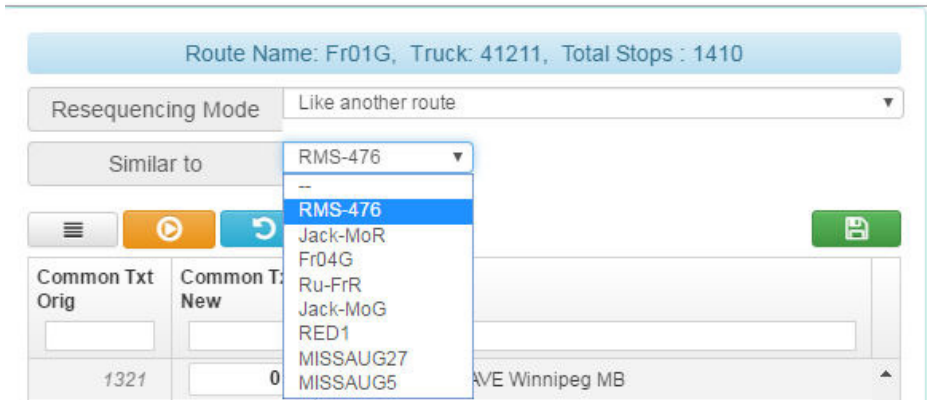 Route Name: Fr01G, Truck: 41211, Total Stops : 1410
Resequencing Mode Like another route
Similar to RMS-476
--
RMS-476
Jack-MoR
Fr04G
Ru-FrR
Jack-MoG
RED1
MISSAUG27
MISSAUG5
Common Txt Orig
Common New
1321 0 AVE Winnipeg MB